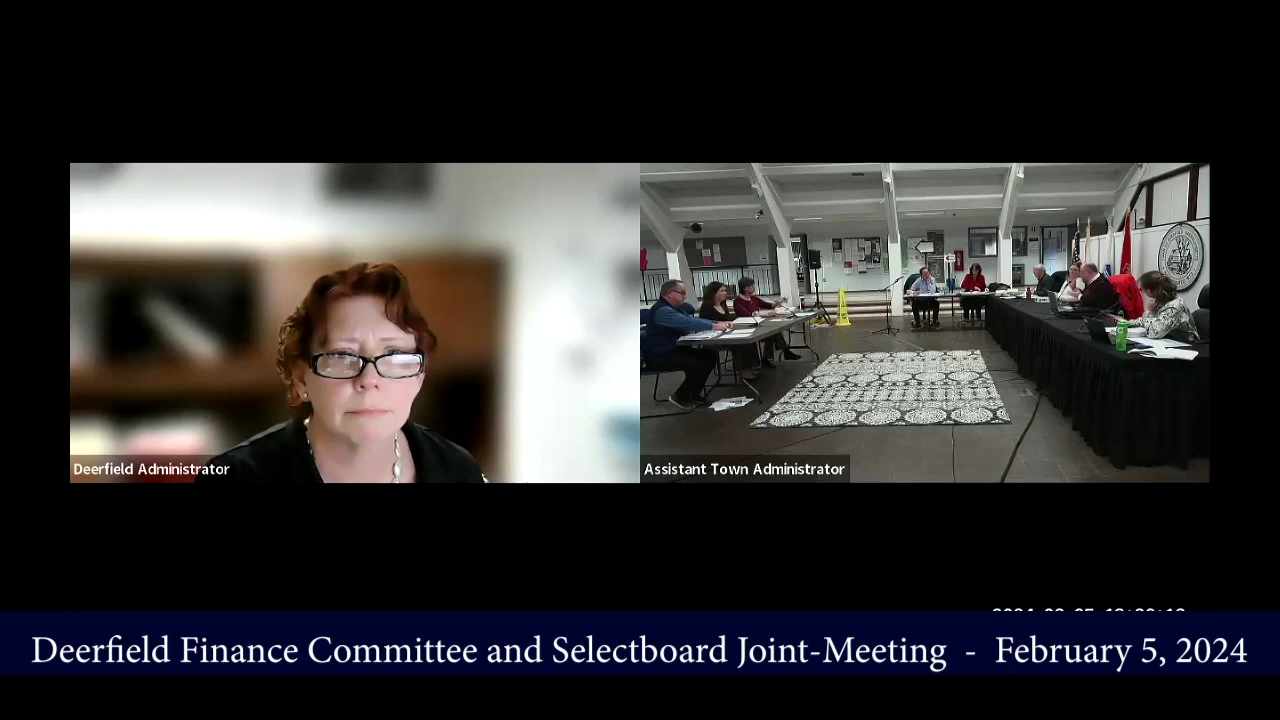 Deerfield Administrator
Assistant Town Administrator
Deerfield Finance Committee and Selectboard Joint-Meeting - February 5, 2024